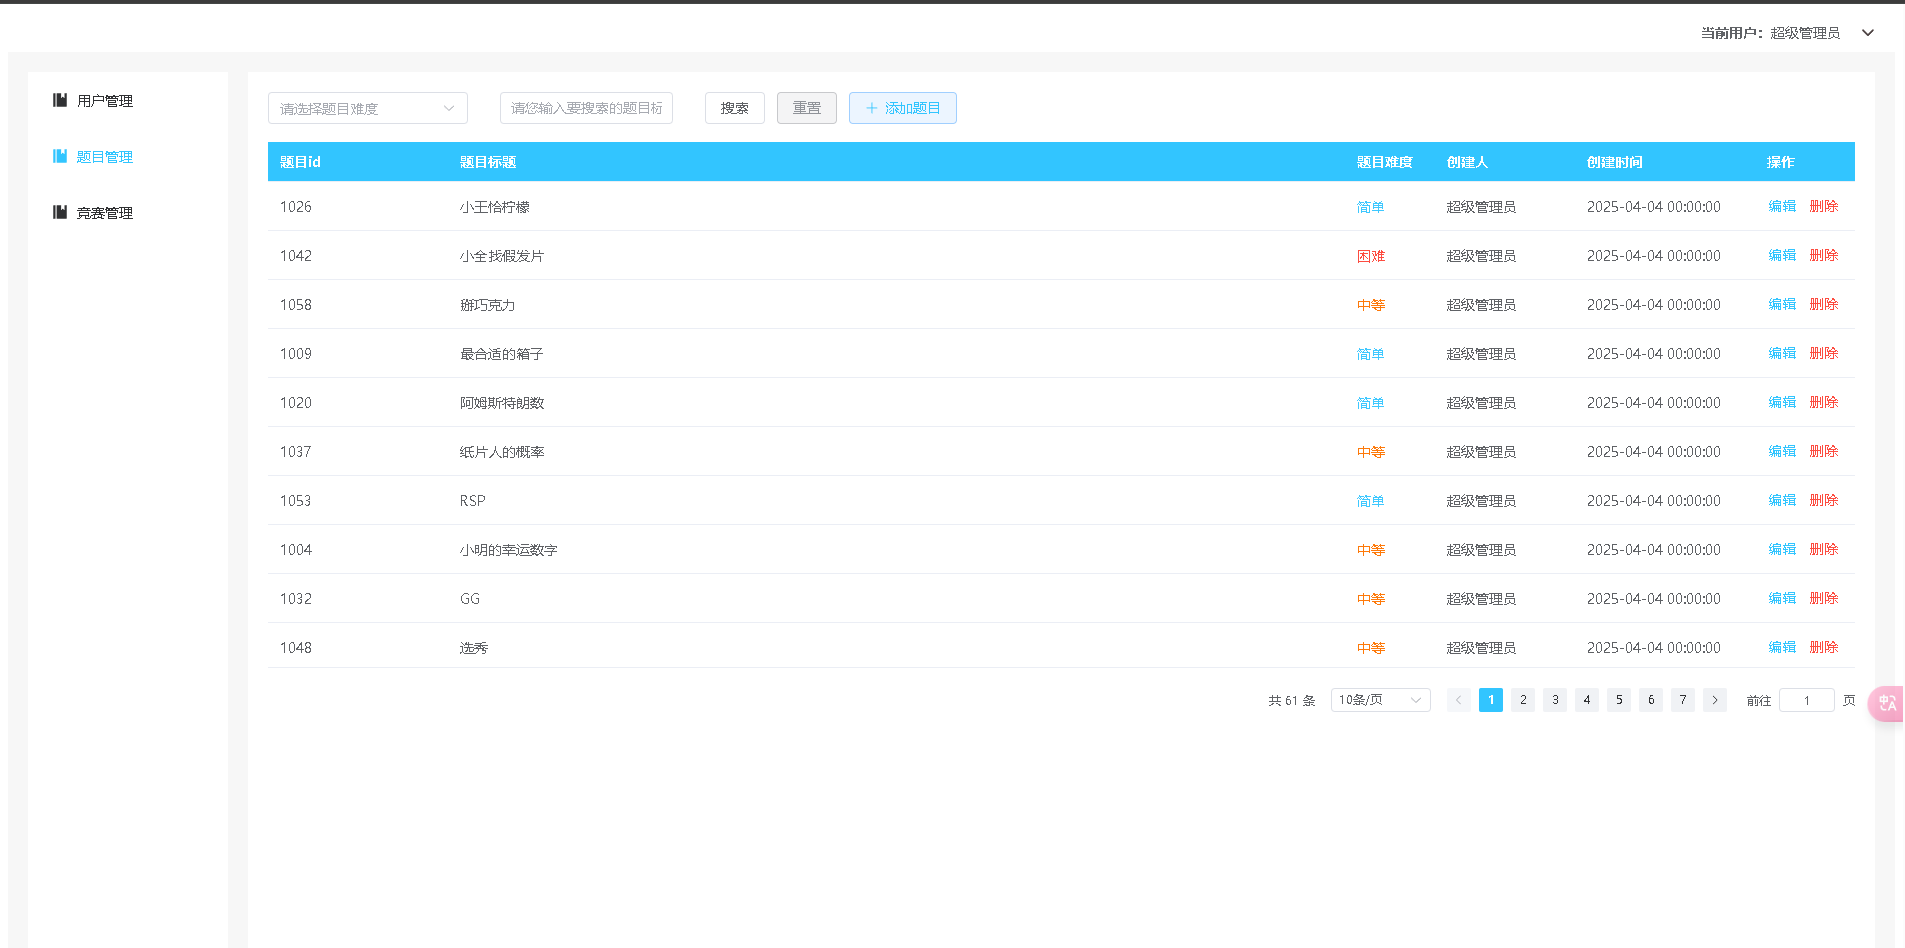 当前用户： 超级管理员
用户管理
题目管理
竞赛管理
请选择题目难度 请您输入要搜索的题目标 搜索 重置 添加题目
题目id 题目标题 题目难度 创建人 创建时间 操作
1026 小王恰柠檬 简单 超级管理员 2025-04-04 00:00:00 编辑 删除
1042 小全找假发片 困难 超级管理员 2025-04-04 00:00:00 编辑 删除
1058 掰巧克力 中等 超级管理员 2025-04-04 00:00:00 编辑 删除
1009 最合适的箱子 简单 超级管理员 2025-04-04 00:00:00 编辑 删除
1020 阿姆斯特朗数 简单 超级管理员 2025-04-04 00:00:00 编辑 删除
1037 纸片人的概率 中等 超级管理员 2025-04-04 00:00:00 编辑 删除
1053 RSP 简单 超级管理员 2025-04-04 00:00:00 编辑 删除
1004 小明的幸运数字 中等 超级管理员 2025-04-04 00:00:00 编辑 删除
1032 GG 中等 超级管理员 2025-04-04 00:00:00 编辑 删除
1048 选秀 中等 超级管理员 2025-04-04 00:00:00 编辑 删除
共 61 条 10条/页 1 2 3 4 5 6 7 前往 1 页
中 A